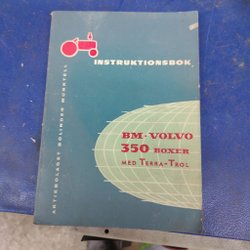 INSTRUKTIONSBOK
BM-VOLVO
350 BOXER
MED TERRA-TROL
AKTIEBOLAGET BOLINDER-MUNKTELL